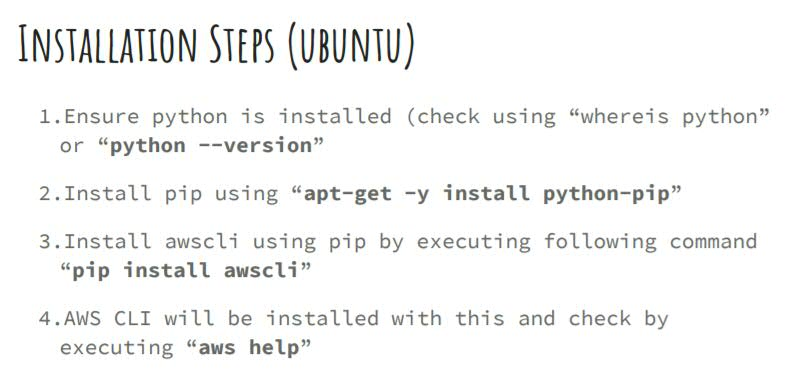 Installation Steps (ubuntu)
1.Ensure python is installed (check using “whereis python”
or “python --version”
2.Install pip using “apt-get -y install python-pip”
3.Install awscli using pip by executing following command
“pip install awscli”
4.AWS CLI will be installed with this and check by
executing “aws help”